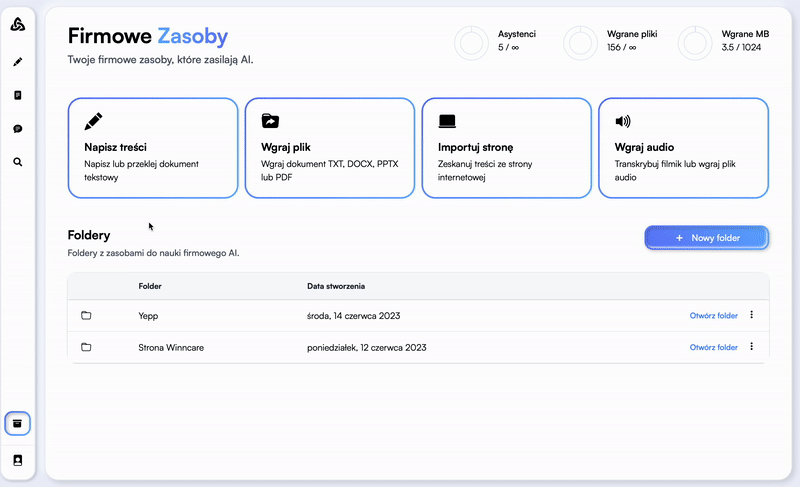 Firmowe Zasoby
Twoje firmowe zasoby, które zasilają AI.
Asystenci
5 / ∞
Wgrane pliki
156 / ∞
Wgrane MB
3.5 / 1024
Napisz treści
Napisz lub przeklej dokument
tekstowy
Wgraj plik
Wgraj dokument TXT, DOCX, PPTX
lub PDF
Importuj stronę
Zeskanuj treści ze strony
internetowej
Wgraj audio
Transkrybuj filmik lub wgraj plik
audio
Foldery
Foldery z zasobami do nauki firmowego AI.
+ Nowy folder
Folder Data stworzenia
Yepp środa, 14 czerwca 2023 Otwórz folder
Strona Winncare poniedziałek, 12 czerwca 2023 Otwórz folder